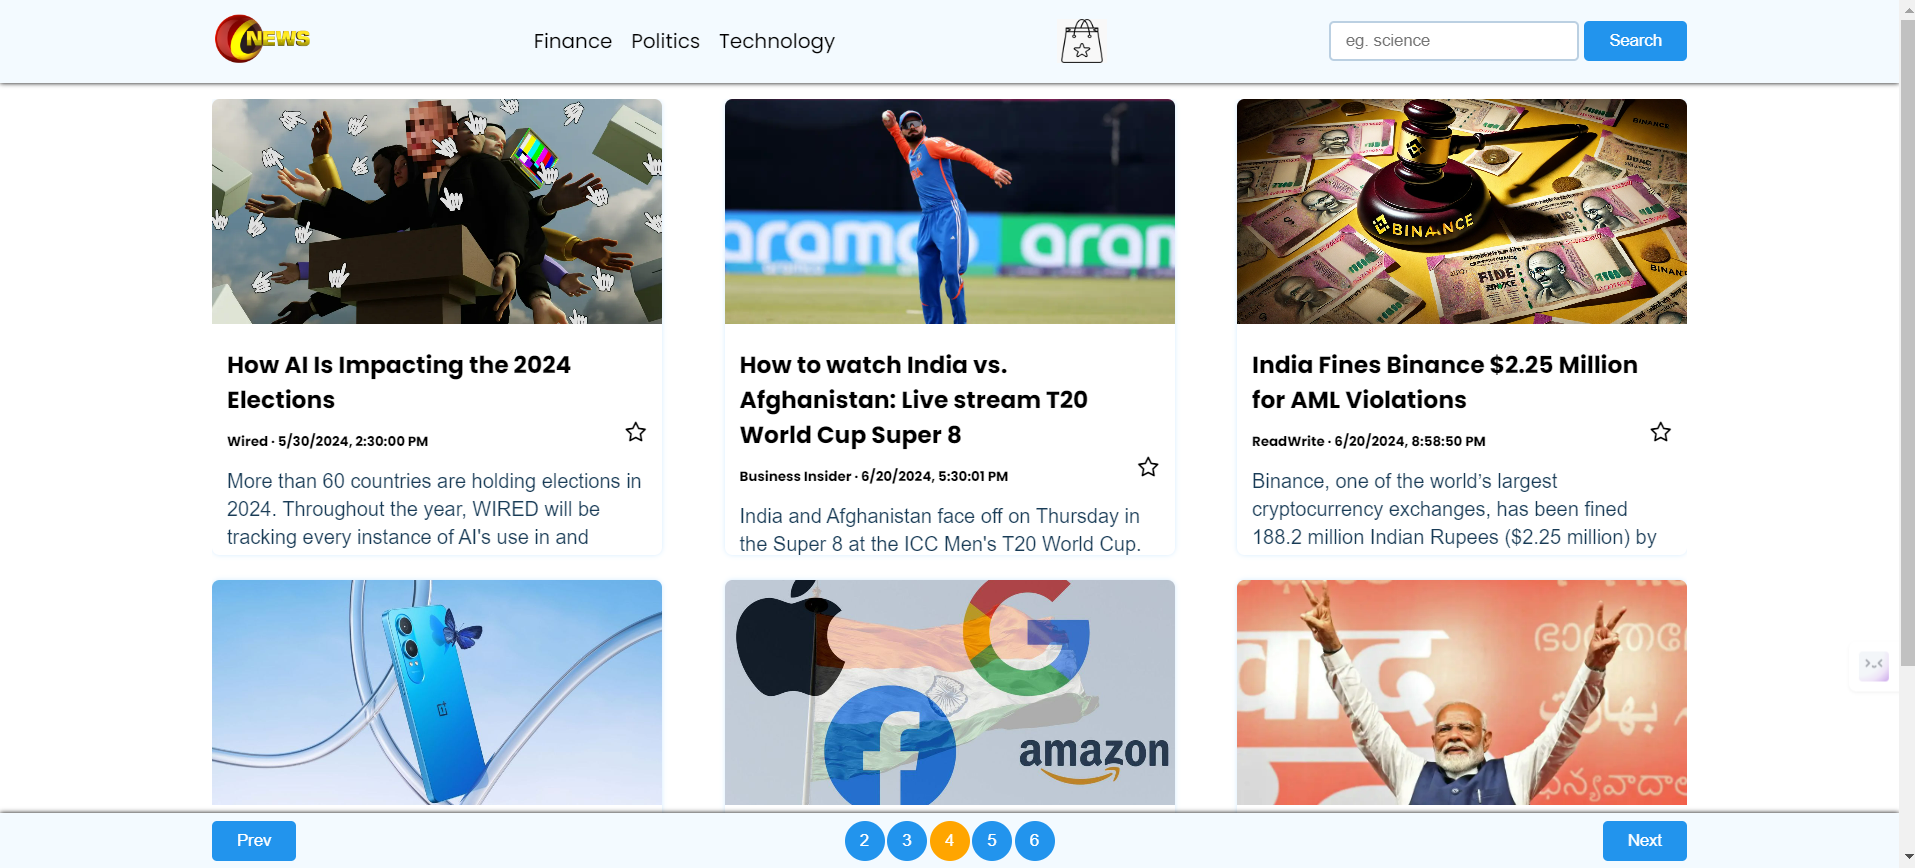 NEWS
Finance Politics Technology
eg. science
Search
aramco
aram
BINANCE
BINANCE
How AI Is Impacting the 2024
Elections
Wired · 5/30/2024, 2:30:00 PM
More than 60 countries are holding elections in
2024. Throughout the year, WIRED will be
tracking every instance of AI's use in and
How to watch India vs.
Afghanistan: Live stream T20
World Cup Super 8
Business Insider · 6/20/2024, 5:30:01 PM
India and Afghanistan face off on Thursday in
the Super 8 at the ICC Men's T20 World Cup.
India Fines Binance $2.25 Million
for AML Violations
ReadWrite · 6/20/2024, 8:58:50 PM
Binance, one of the world’s largest
cryptocurrency exchanges, has been fined
188.2 million Indian Rupees ($2.25 million) by
amazon
Prev
2 3 4 5 6
Next